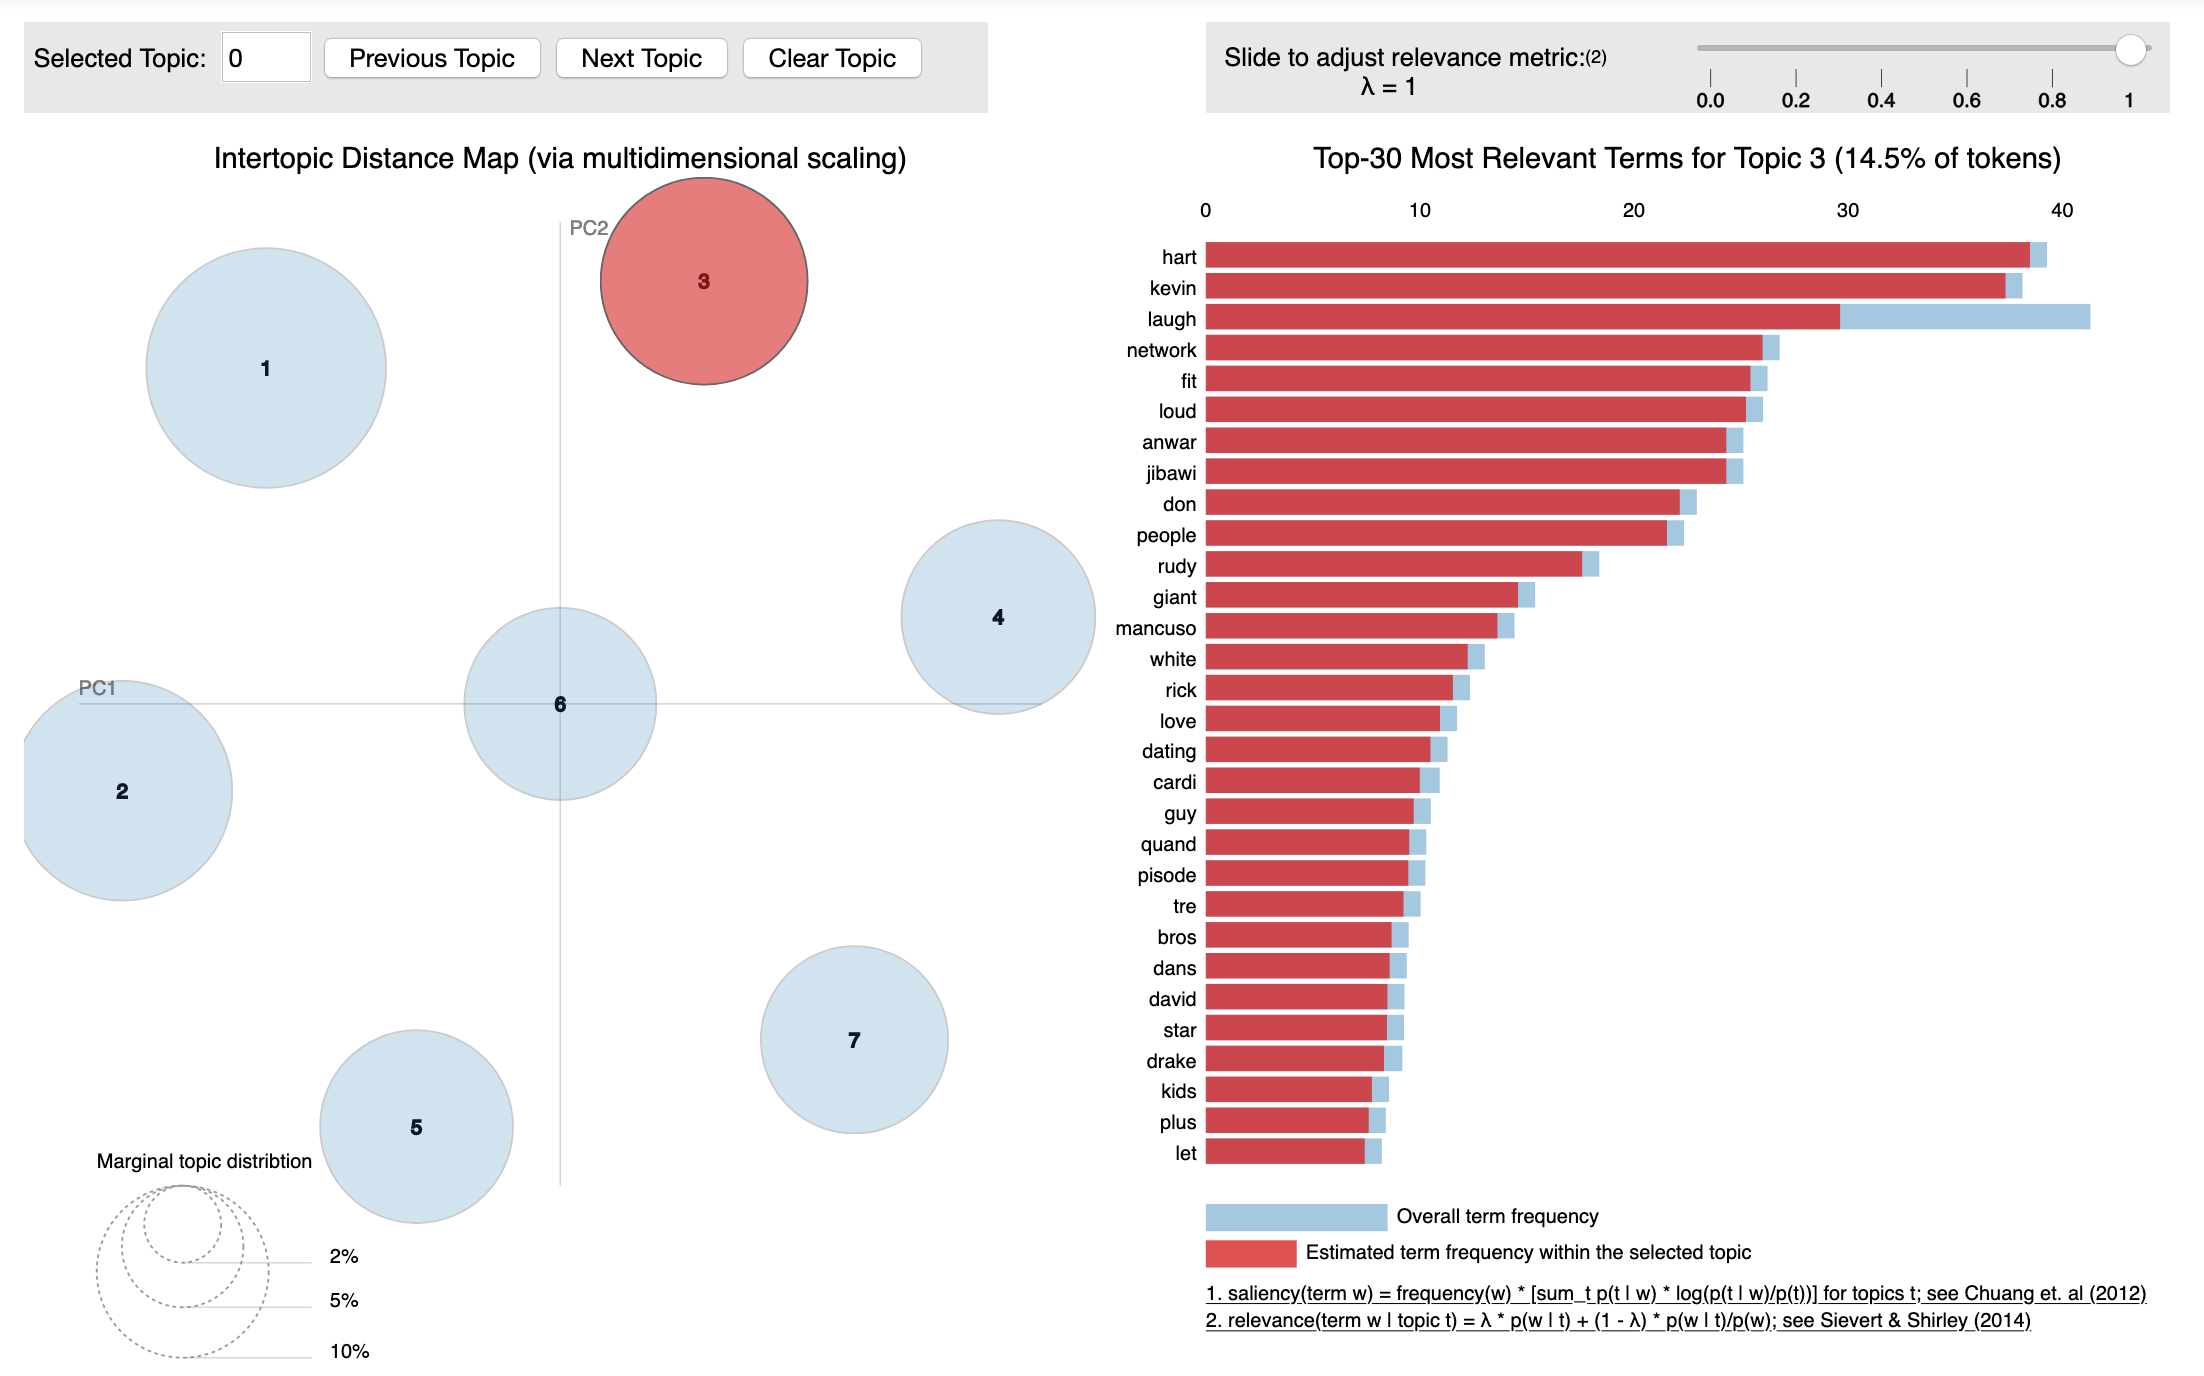 Selected Topic: 0 Previous Topic Next Topic Clear Topic
Slide to adjust relevance metric:(2)
λ = 1
0.0 0.2 0.4 0.6 0.8 1
Intertopic Distance Map (via multidimensional scaling)
PC2
PC1
1
2
3
4
5
6
7
Marginal topic distribtion
2%
5%
10%
Top-30 Most Relevant Terms for Topic 3 (14.5% of tokens)
0 10 20 30 40
hart
kevin
laugh
network
fit
loud
anwar
jibawi
don
people
rudy
giant
mancuso
white
rick
love
dating
cardi
guy
quand
pisode
tre
bros
dans
david
star
drake
kids
plus
let
Overall term frequency
Estimated term frequency within the selected topic
1. saliency(term w) = frequency(w) * [sum_t p(t | w) * log(p(t | w)/p(t))] for topics t; see Chuang et. al (2012)
2. relevance(term w | topic t) = λ * p(w | t) + (1 - λ) * p(w | t)/p(w); see Sievert & Shirley (2014)